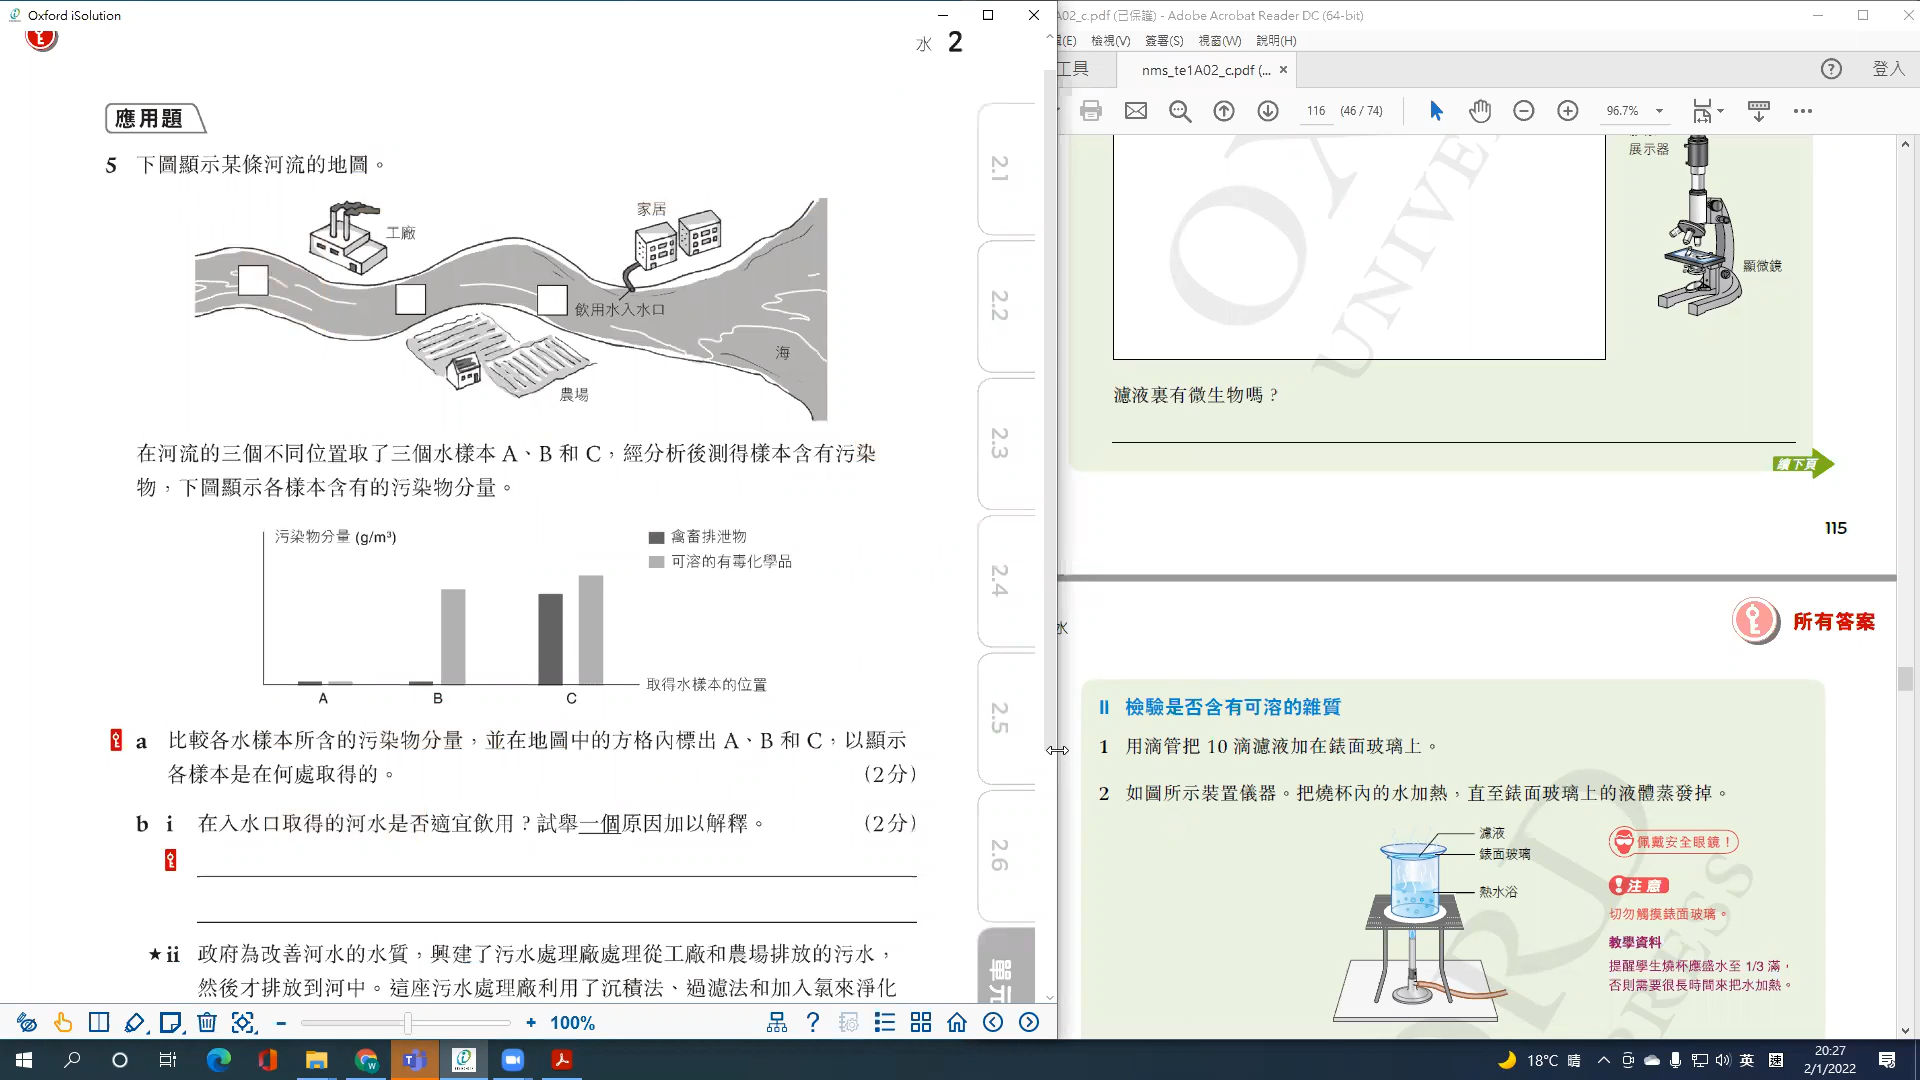 Oxford iSolution
水 2
應用題
5 下圖顯示某條河流的地圖。
工廠
家居
飲用水入水口
海
農場
在河流的三個不同位置取了三個水樣本 A、B 和 C，經分析後測得樣本含有污染
物，下圖顯示各樣本含有的污染物分量。
污染物分量 (g/m³)
禽畜排泄物
可溶的有毒化學品
取得水樣本的位置
A B C
a 比較各水樣本所含的污染物分量，並在地圖中的方格內標出 A、B 和 C，以顯示
各樣本是在何處取得的。 (2分)
b i 在入水口取得的河水是否適宜飲用？試舉一個原因加以解釋。 (2分)
★ ii 政府為改善河水的水質，興建了污水處理廠處理從工廠和農場排放的污水，
然後才排放到河中。這座污水處理廠利用了沉積法、過濾法和加入氯來淨化
2.1
2.2
2.3
2.4
2.5
2.6
單元
100%
A02_c.pdf (已保護) - Adobe Acrobat Reader DC (64-bit)
(E) 檢視(V) 簽署(S) 視窗(W) 說明(H)
工具
nms_te1A02_c.pdf (...
登入
116 (46 / 74)
96.7%
展示器
顯微鏡
OX
UNIVE
濾液裏有微生物嗎？
續下頁
115
水
所有答案
II 檢驗是否含有可溶的雜質
1 用滴管把 10 滴濾液加在錶面玻璃上。
2 如圖所示裝置儀器。把燒杯內的水加熱，直至錶面玻璃上的液體蒸發掉。
濾液
錶面玻璃
熱水浴
佩戴安全眼鏡！
注意
切勿觸摸錶面玻璃。
教學資料
提醒學生燒杯應盛水至 1/3 滿，
否則需要很長時間來把水加熱。
ORD
PRESS
18°C 晴
英
速
20:27
2/1/2022